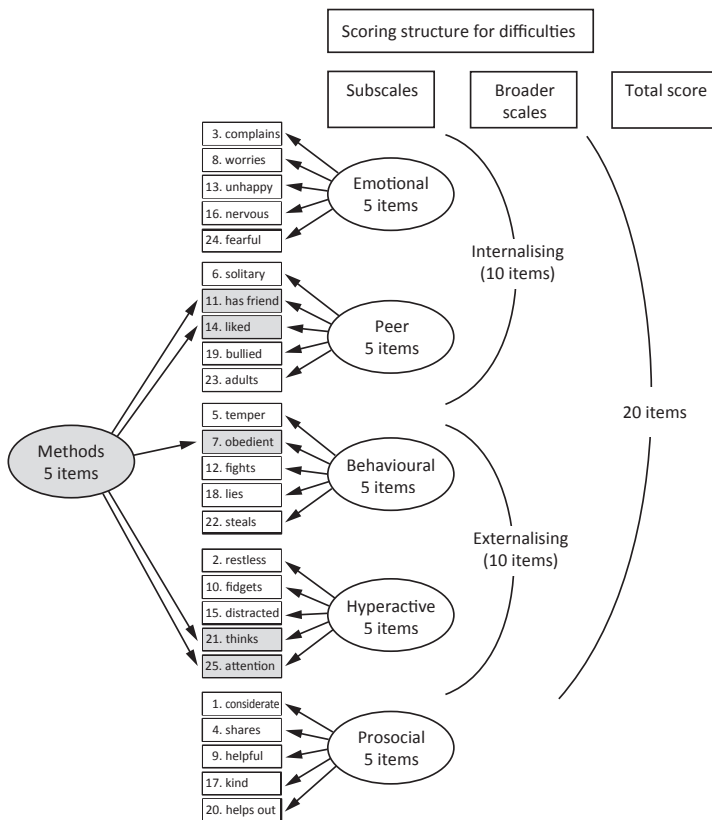 Scoring structure for difficulties
Subscales
Broader
scales
Total score
3. complains
8. worries
13. unhappy
16. nervous
24. fearful
Emotional
5 items
Internalising
(10 items)
6. solitary
11. has friend
14. liked
19. bullied
23. adults
Peer
5 items
20 items
Methods
5 items
5. temper
7. obedient
12. fights
18. lies
22. steals
Behavioural
5 items
Externalising
(10 items)
2. restless
10. fidgets
15. distracted
21. thinks
25. attention
Hyperactive
5 items
1. considerate
4. shares
9. helpful
17. kind
20. helps out
Prosocial
5 items